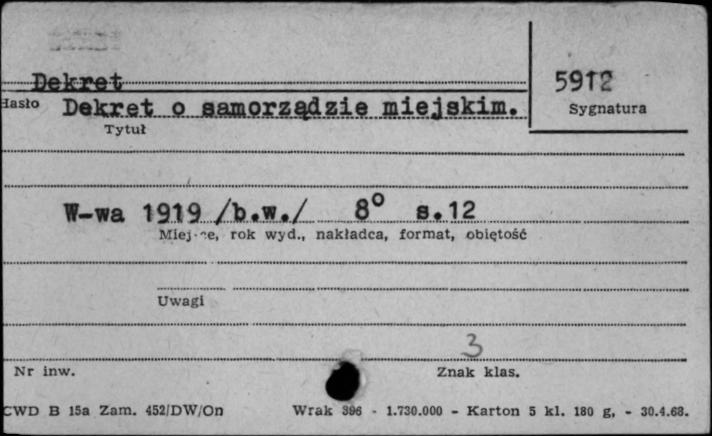 Dekret
5912
Hasło Dekret o samorządzie miejskim.
Sygnatura
Tytuł
W-wa 1919 /b.w./ 8° s.12
Miejsce, rok wyd., nakładca, format, obiętość
Uwagi
3
Nr inw. Znak klas.
CWD B 15a Zam. 452/DW/On Wrak 396 - 1.730.000 - Karton 5 kl. 180 g, - 30.4.68.